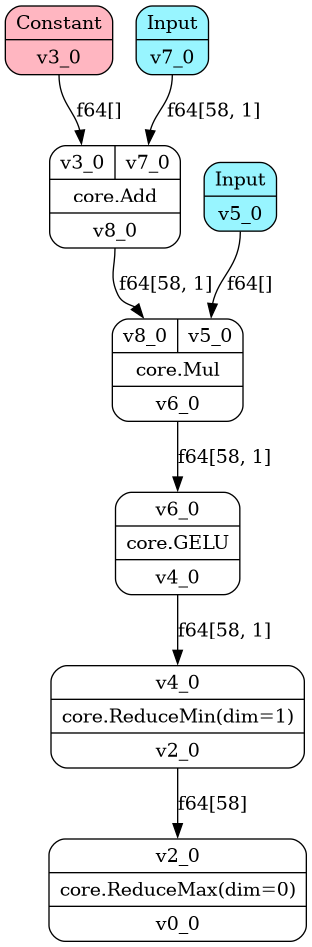 Constant
v3_0
Input
v7_0
f64[]
f64[58, 1]
v3_0 v7_0
core.Add
v8_0
Input
v5_0
f64[58, 1]
f64[]
v8_0 v5_0
core.Mul
v6_0
f64[58, 1]
v6_0
core.GELU
v4_0
f64[58, 1]
v4_0
core.ReduceMin(dim=1)
v2_0
f64[58]
v2_0
core.ReduceMax(dim=0)
v0_0